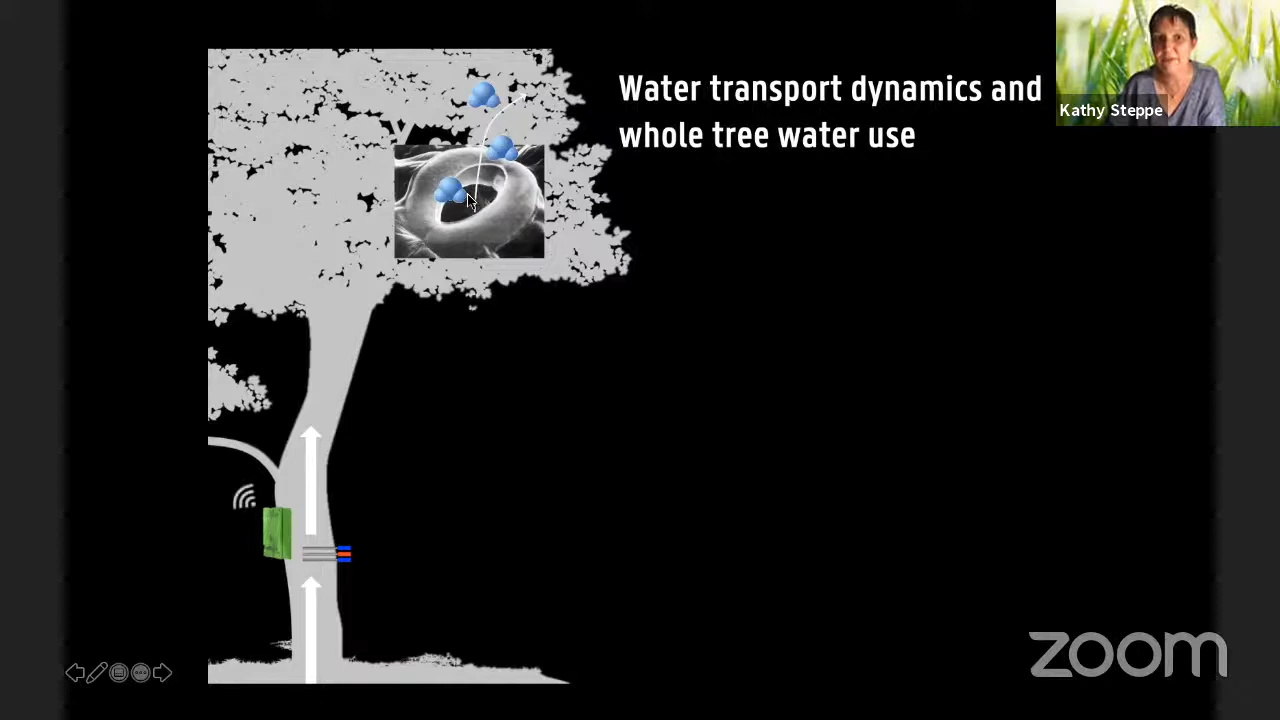 Water transport dynamics and
whole tree water use
Kathy Steppe
zoom